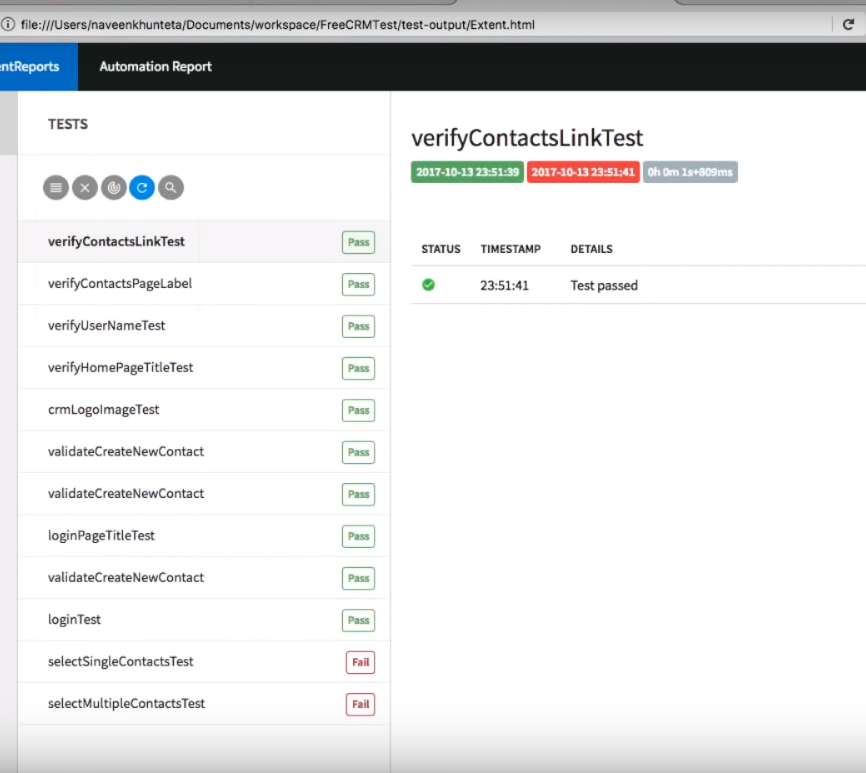 file:///Users/naveenkhunteta/Documents/workspace/FreeCRMTest/test-output/Extent.html
ntReports Automation Report
TESTS
verifyContactsLinkTest Pass
verifyContactsPageLabel Pass
verifyUserNameTest Pass
verifyHomePageTitleTest Pass
crmLogoImageTest Pass
validateCreateNewContact Pass
validateCreateNewContact Pass
loginPageTitleTest Pass
validateCreateNewContact Pass
loginTest Pass
selectSingleContactsTest Fail
selectMultipleContactsTest Fail
verifyContactsLinkTest
2017-10-13 23:51:39 2017-10-13 23:51:41 0h 0m 1s+809ms
STATUS TIMESTAMP DETAILS
23:51:41 Test passed